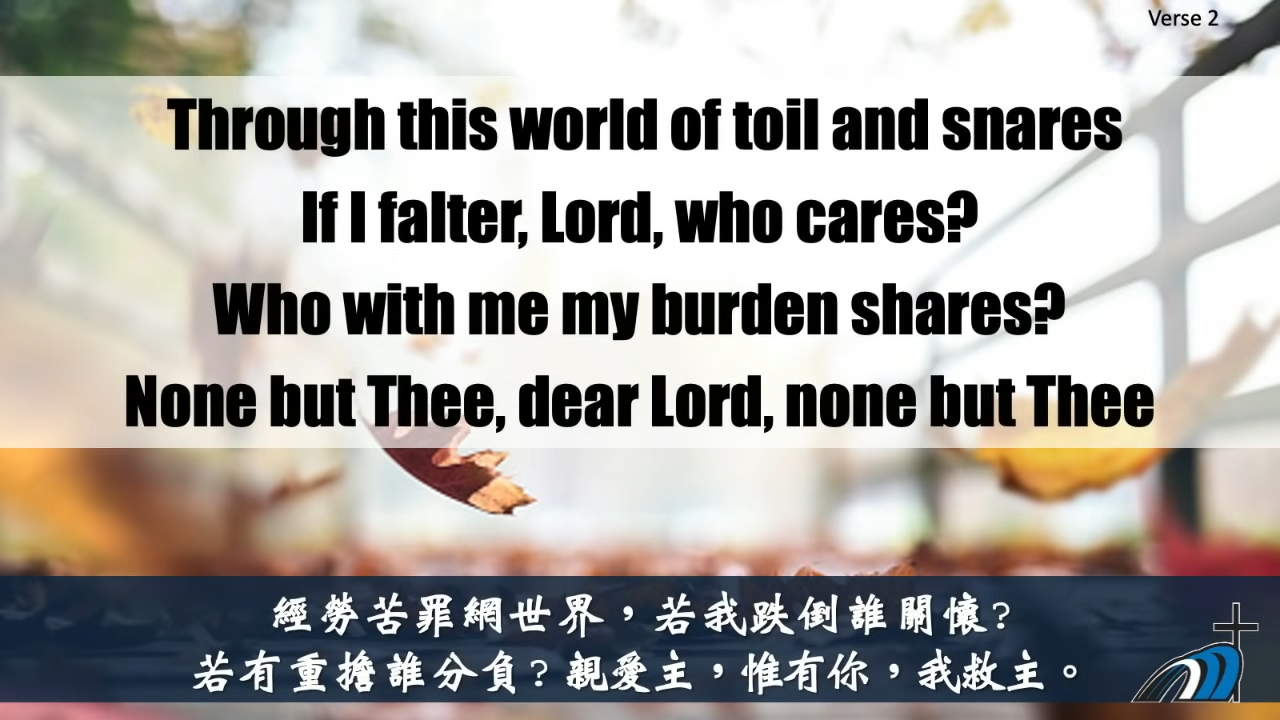 Verse 2
Through this world of toil and snares
If I falter, Lord, who cares?
Who with me my burden shares?
None but Thee, dear Lord, none but Thee
經勞苦罪網世界，若我跌倒誰關懷?
若有重擔誰分負? 親愛主，惟有你，我救主。